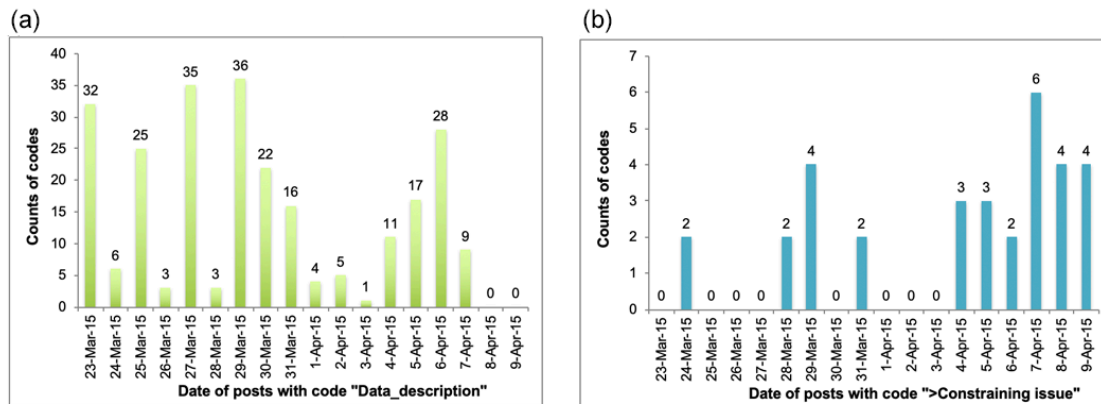 (a)
Counts of codes
40
35
30
25
20
15
10
5
0
32
6
25
3
35
3
36
22
16
4
5
1
11
17
28
9
0
0
23-Mar-15
24-Mar-15
25-Mar-15
26-Mar-15
27-Mar-15
28-Mar-15
29-Mar-15
30-Mar-15
31-Mar-15
1-Apr-15
2-Apr-15
3-Apr-15
4-Apr-15
5-Apr-15
6-Apr-15
7-Apr-15
8-Apr-15
9-Apr-15
Date of posts with code "Data_description"
(b)
Counts of codes
7
6
5
4
3
2
1
0
0
2
0
0
0
2
4
0
2
0
0
0
3
3
2
6
4
4
23-Mar-15
24-Mar-15
25-Mar-15
26-Mar-15
27-Mar-15
28-Mar-15
29-Mar-15
30-Mar-15
31-Mar-15
1-Apr-15
2-Apr-15
3-Apr-15
4-Apr-15
5-Apr-15
6-Apr-15
7-Apr-15
8-Apr-15
9-Apr-15
Date of posts with code ">Constraining issue"